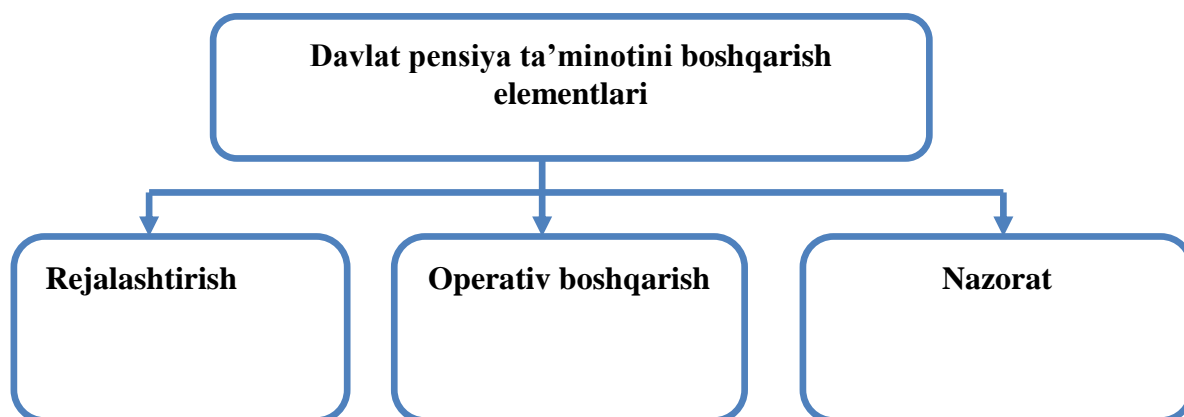 Davlat pensiya ta’minotini boshqarish
elementlari
Rejalashtirish
Operativ boshqarish
Nazorat